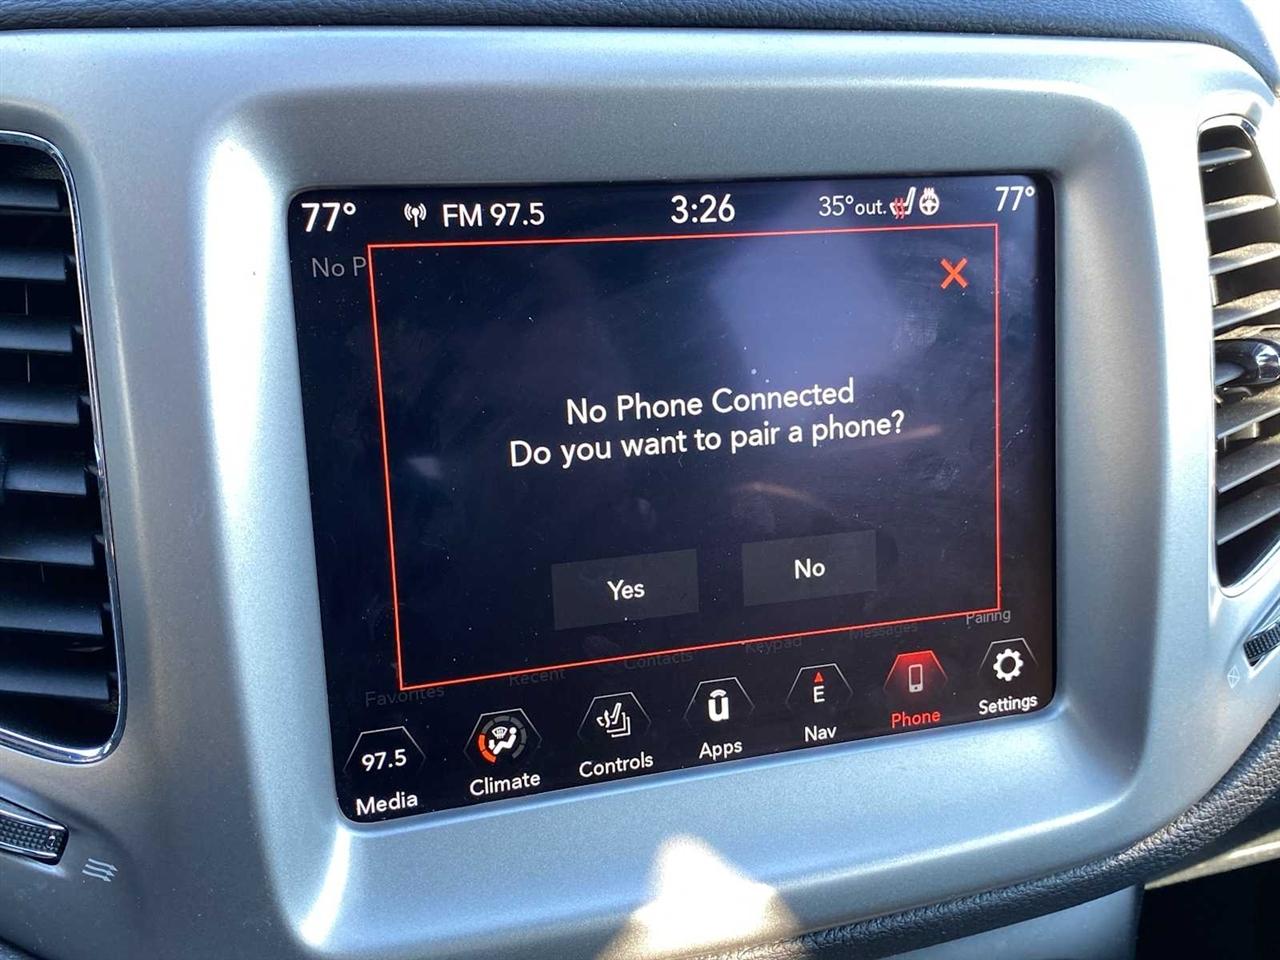 77° FM 97.5 3:26 35°out. 77°
No P
No Phone Connected
Do you want to pair a phone?
Yes No
Favorites Recent Contacts Keypad Messages Pairing
97.5 u E
Media Climate Controls Apps Nav Phone Settings